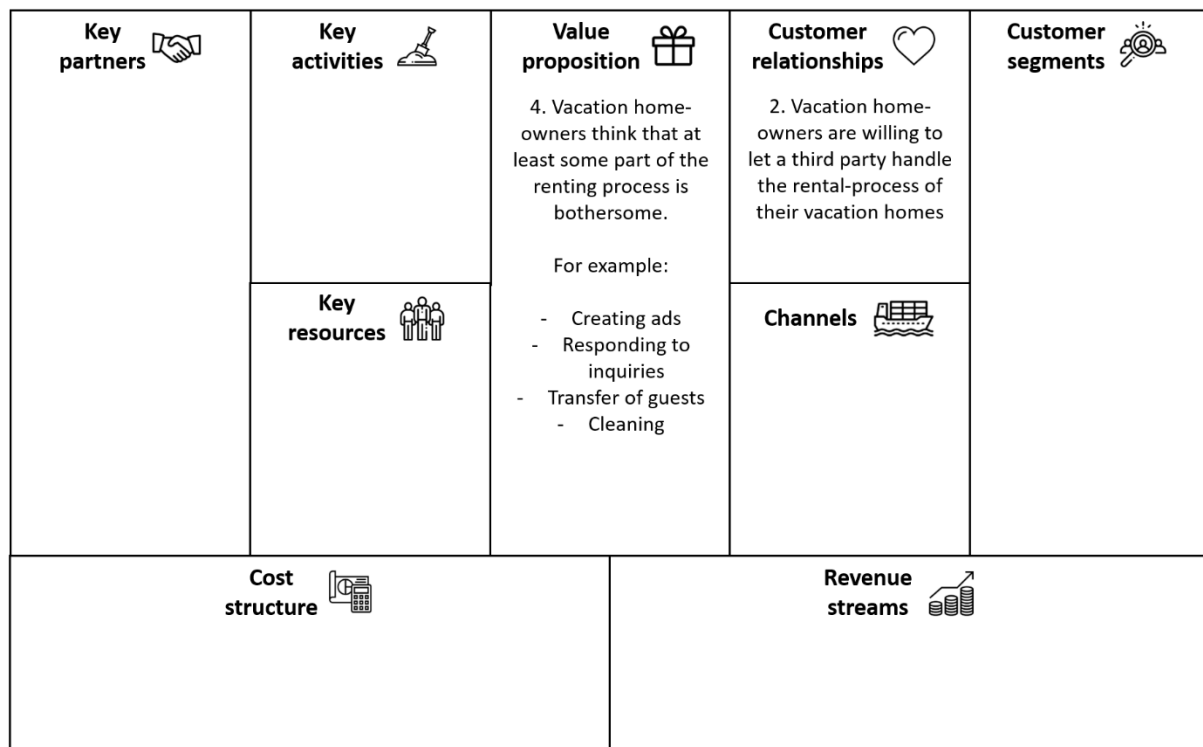 Key
partners
Key
activities
Value
proposition
Customer
relationships
Customer
segments
4. Vacation home-
owners think that at
least some part of the
renting process is
bothersome.
For example:
- Creating ads
- Responding to
inquiries
- Transfer of guests
- Cleaning
2. Vacation home-
owners are willing to
let a third party handle
the rental-process of
their vacation homes
Key
resources
Channels
Cost
structure
Revenue
streams